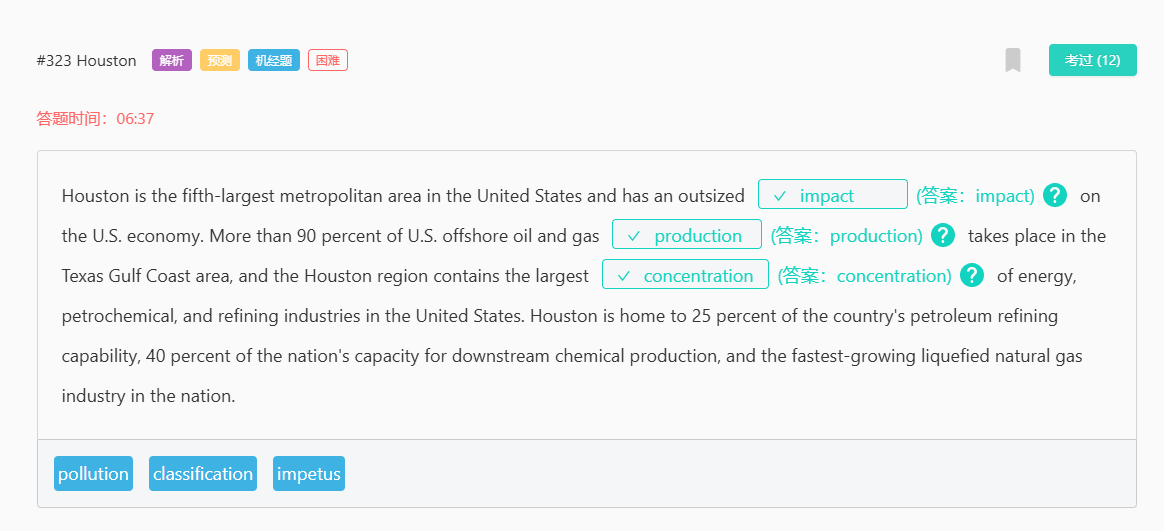 #323 Houston 解析 预测 机经题 困难 考过 (12)
答题时间：06:37
Houston is the fifth-largest metropolitan area in the United States and has an outsized ✓ impact (答案：impact) ? on
the U.S. economy. More than 90 percent of U.S. offshore oil and gas ✓ production (答案：production) ? takes place in the
Texas Gulf Coast area, and the Houston region contains the largest ✓ concentration (答案：concentration) ? of energy,
petrochemical, and refining industries in the United States. Houston is home to 25 percent of the country's petroleum refining
capability, 40 percent of the nation's capacity for downstream chemical production, and the fastest-growing liquefied natural gas
industry in the nation.
pollution classification impetus